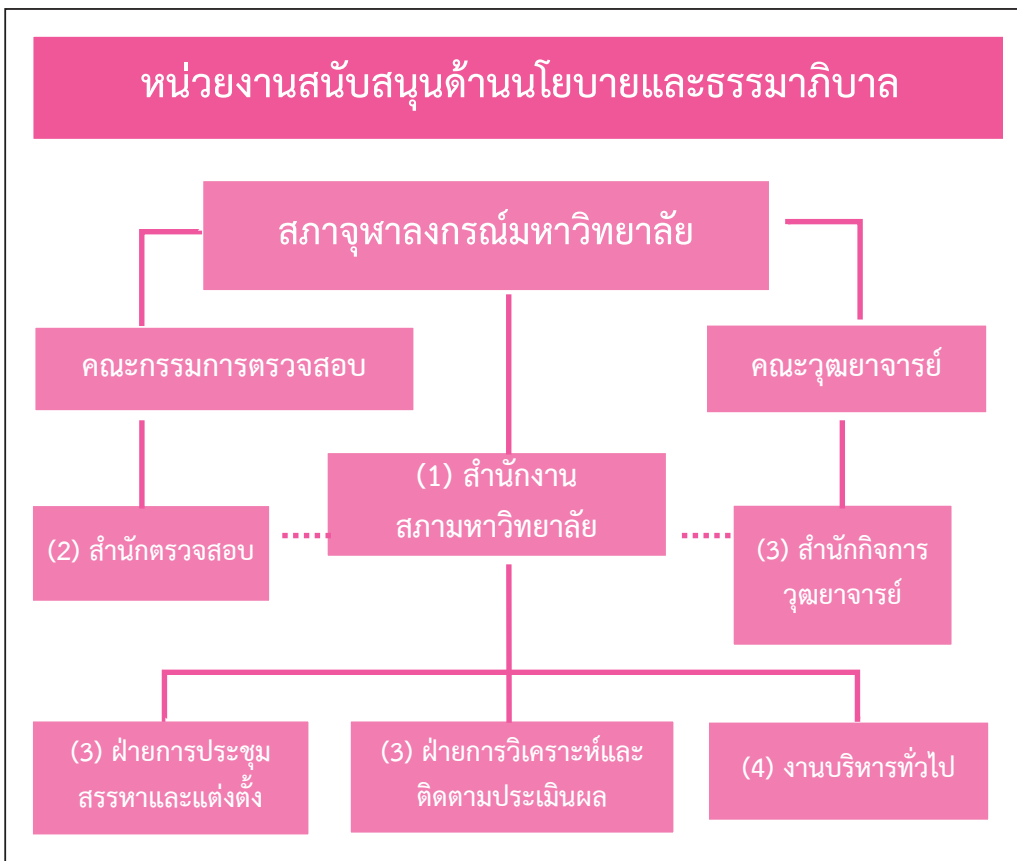 หน่วยงานสนับสนุนด้านนโยบายและธรรมาภิบาล
สภาจุฬาลงกรณ์มหาวิทยาลัย
คณะกรรมการตรวจสอบ
คณะวุฒยาจารย์
(1) สำนักงาน
สภามหาวิทยาลัย
(2) สำนักตรวจสอบ
(3) สำนักกิจการ
วุฒยาจารย์
(3) ฝ่ายการประชุม
สรรหาและแต่งตั้ง
(3) ฝ่ายการวิเคราะห์และ
ติดตามประเมินผล
(4) งานบริหารทั่วไป